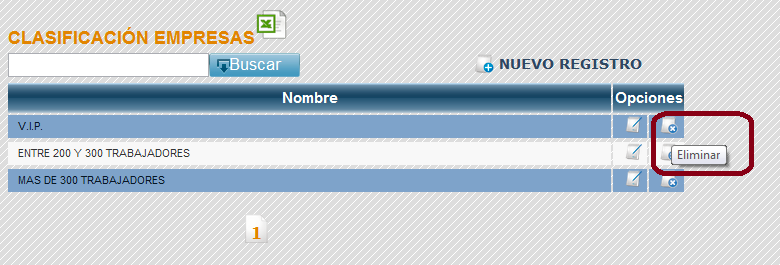 CLASIFICACIÓN EMPRESAS
Buscar
NUEVO REGISTRO
Nombre Opciones
V.I.P.
ENTRE 200 Y 300 TRABAJADORES
Eliminar
MAS DE 300 TRABAJADORES
1